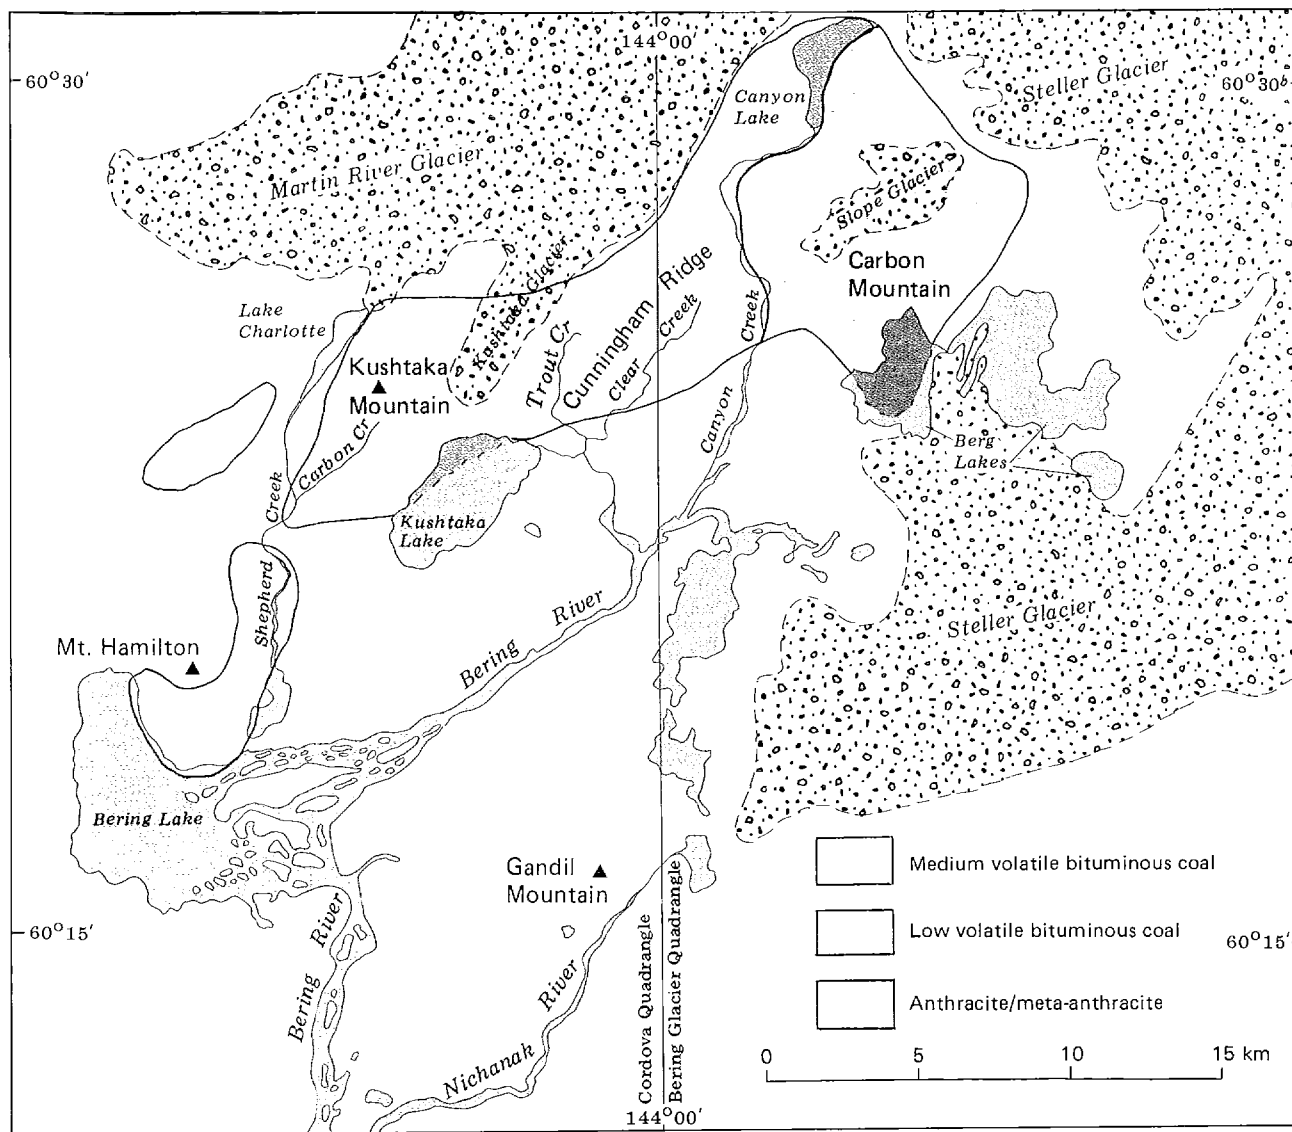 144°00'
60°30'
Steller Glacier
60°30'
Canyon
Lake
Martin River Glacier
Slope Glacier
Carbon
Mountain
Cunningham Ridge
Kushtaka Glacier
Lake
Charlotte
Trout Cr
Clear Creek
Creek
Kushtaka
Mountain
Canyon
Carbon Cr
Berg
Lakes
Creek
Kushtaka
Lake
Shepherd
Steller Glacier
Mt. Hamilton
Bering River
Bering Lake
Gandil
Mountain
Medium volatile bituminous coal
Low volatile bituminous coal
60°15'
60°15'
Anthracite/meta-anthracite
Bering River
Nichanak River
Cordova Quadrangle
Bering Glacier Quadrangle
0 5 10 15 km
144°00'